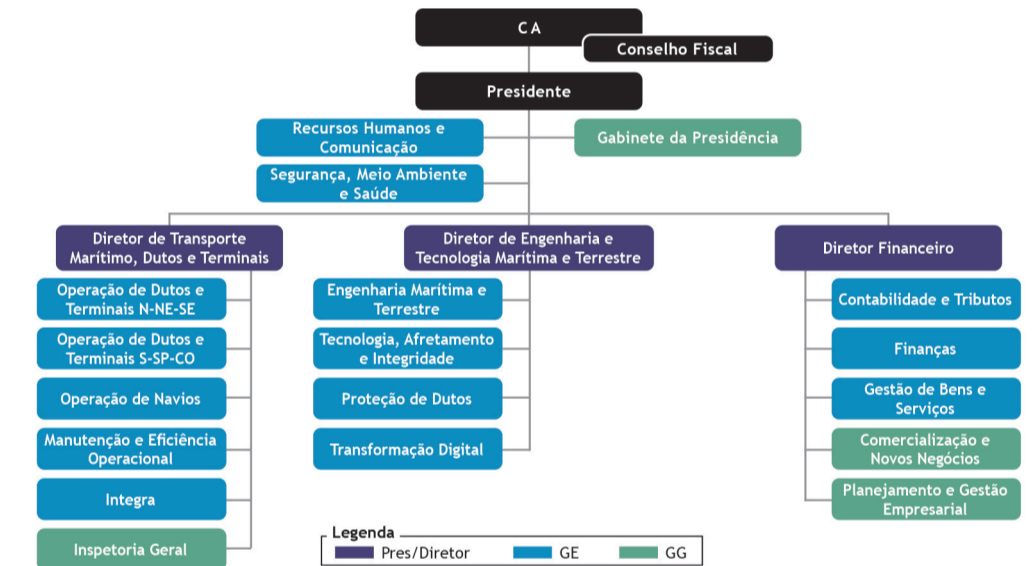 CA
Conselho Fiscal
Presidente
Recursos Humanos e
Comunicação
Gabinete da Presidência
Segurança, Meio Ambiente
e Saúde
Diretor de Transporte
Marítimo, Dutos e Terminais
Operação de Dutos e
Terminais N-NE-SE
Operação de Dutos e
Terminais S-SP-CO
Operação de Navios
Manutenção e Eficiência
Operacional
Integra
Inspetoria Geral
Diretor de Engenharia e
Tecnologia Marítima e Terrestre
Engenharia Marítima e
Terrestre
Tecnologia, Afretamento
e Integridade
Proteção de Dutos
Transformação Digital
Diretor Financeiro
Contabilidade e Tributos
Finanças
Gestão de Bens e
Serviços
Comercialização e
Novos Negócios
Planejamento e Gestão
Empresarial
Legenda
Pres/Diretor
GE
GG